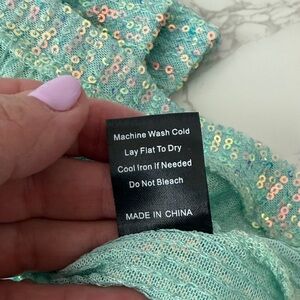 Machine Wash Cold
Lay Flat To Dry
Cool Iron If Needed
Do Not Bleach
MADE IN CHINA